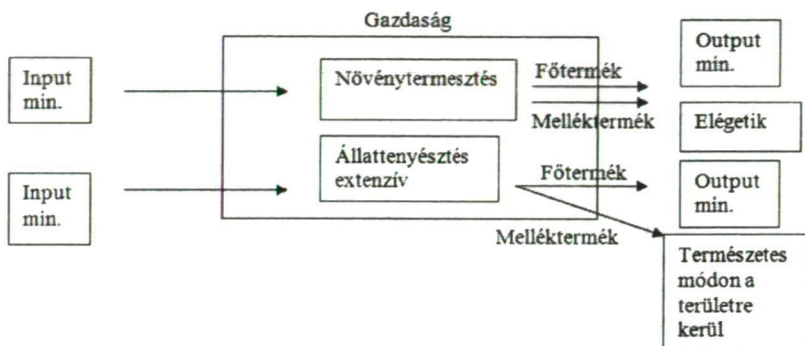 Gazdaság
Input
min.
Növénytermesztés
Főtermék
Melléktermék
Output
min.
Elégetik
Input
min.
Állattenyésztés
extenzív
Főtermék
Melléktermék
Output
min.
Természetes
módon a
területre
kerül